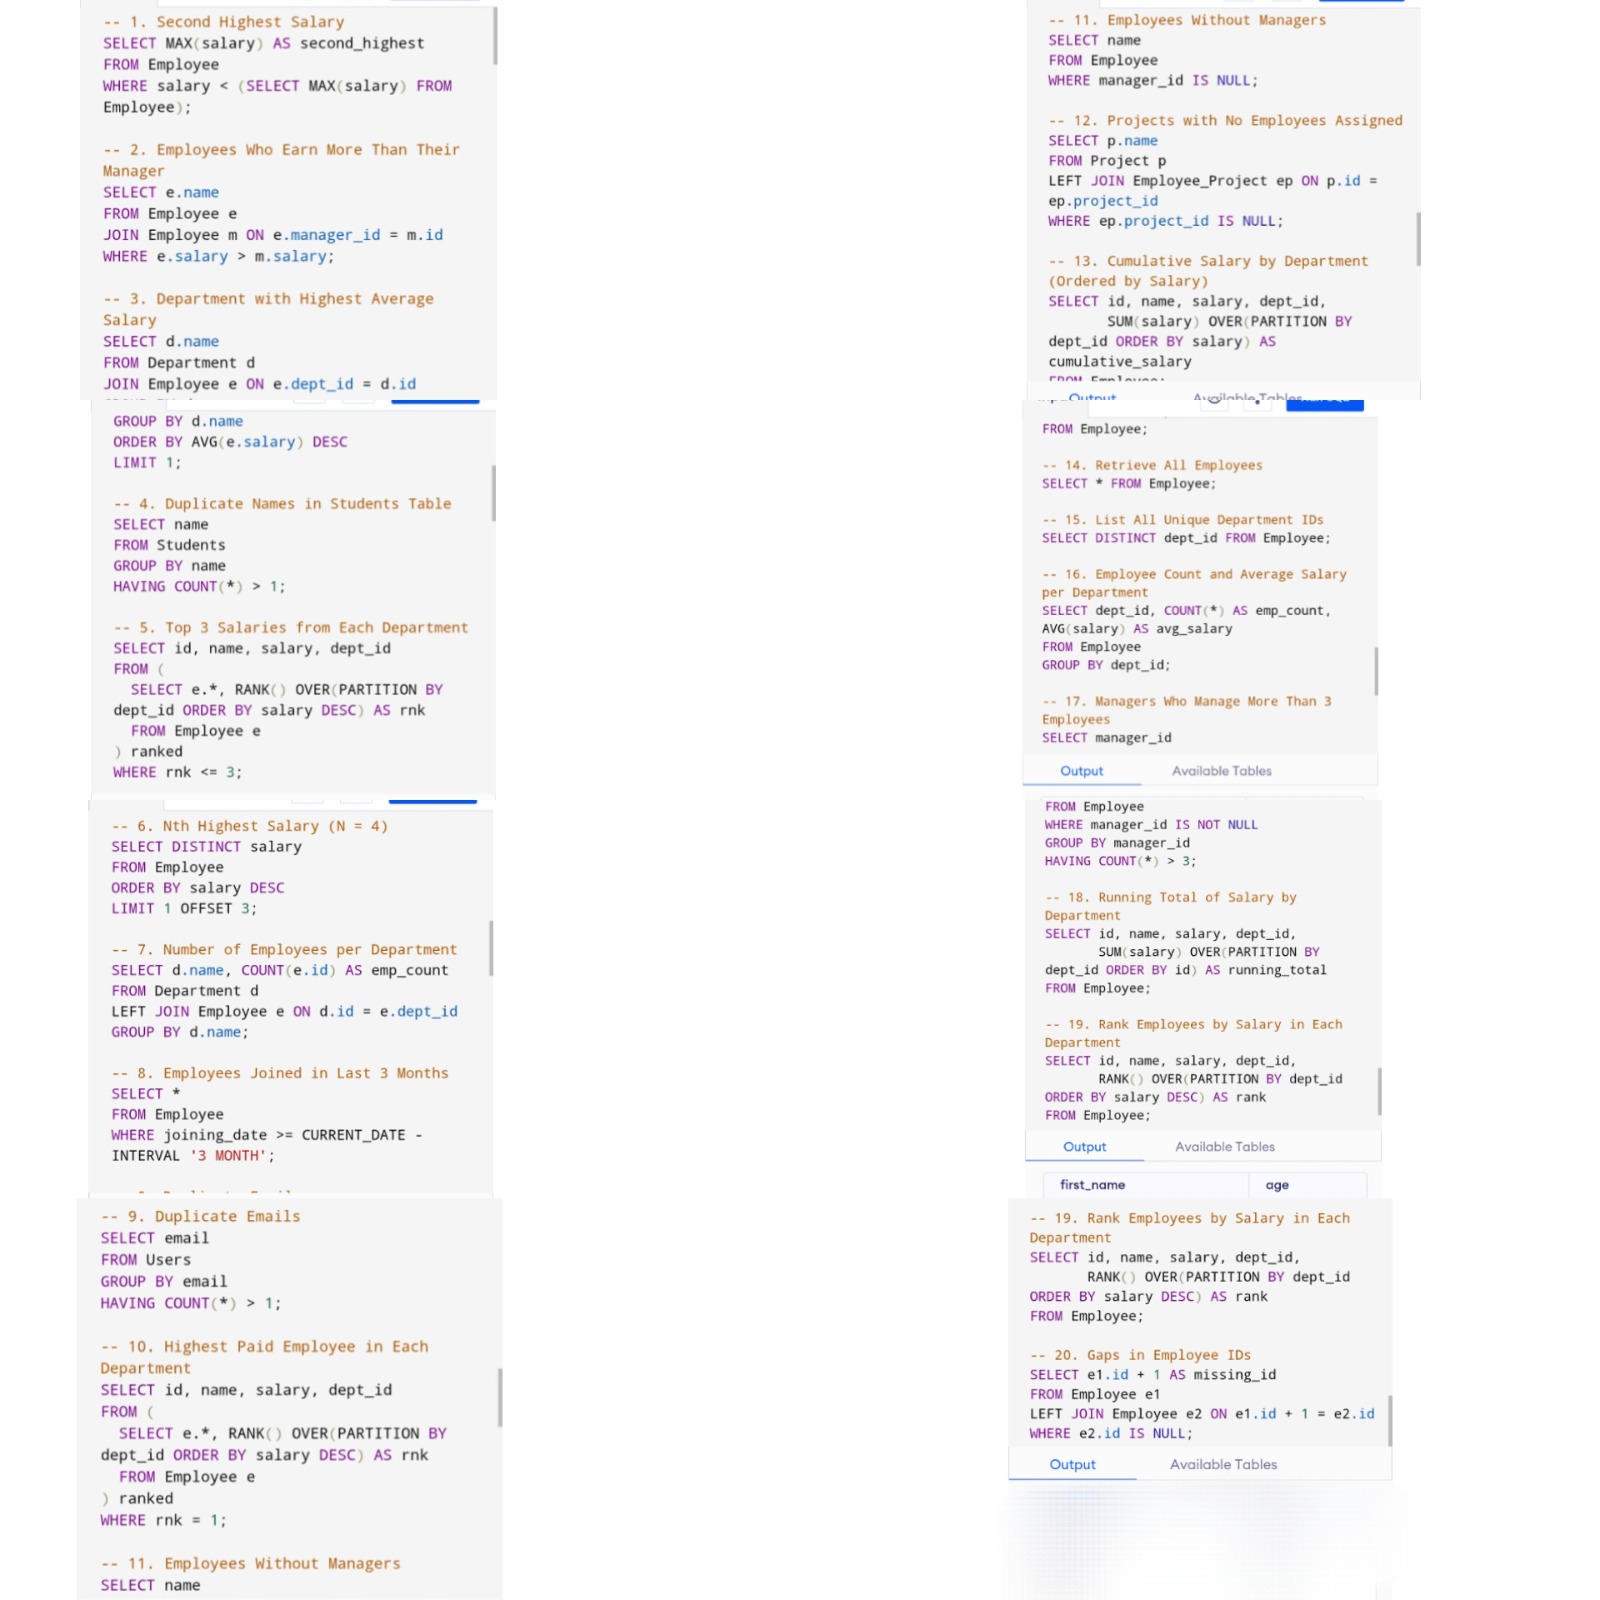 -- 1. Second Highest Salary
SELECT MAX(salary) AS second_highest
FROM Employee
WHERE salary < (SELECT MAX(salary) FROM
Employee);
-- 2. Employees Who Earn More Than Their
Manager
SELECT e.name
FROM Employee e
JOIN Employee m ON e.manager_id = m.id
WHERE e.salary > m.salary;
-- 3. Department with Highest Average
Salary
SELECT d.name
FROM Department d
JOIN Employee e ON e.dept_id = d.id
GROUP BY d.name
ORDER BY AVG(e.salary) DESC
LIMIT 1;
-- 4. Duplicate Names in Students Table
SELECT name
FROM Students
GROUP BY name
HAVING COUNT(*) > 1;
-- 5. Top 3 Salaries from Each Department
SELECT id, name, salary, dept_id
FROM (
SELECT e.*, RANK() OVER(PARTITION BY
dept_id ORDER BY salary DESC) AS rnk
FROM Employee e
) ranked
WHERE rnk <= 3;
-- 6. Nth Highest Salary (N = 4)
SELECT DISTINCT salary
FROM Employee
ORDER BY salary DESC
LIMIT 1 OFFSET 3;
-- 7. Number of Employees per Department
SELECT d.name, COUNT(e.id) AS emp_count
FROM Department d
LEFT JOIN Employee e ON d.id = e.dept_id
GROUP BY d.name;
-- 8. Employees Joined in Last 3 Months
SELECT *
FROM Employee
WHERE joining_date >= CURRENT_DATE -
INTERVAL '3 MONTH';
-- 9. Duplicate Emails
SELECT email
FROM Users
GROUP BY email
HAVING COUNT(*) > 1;
-- 10. Highest Paid Employee in Each
Department
SELECT id, name, salary, dept_id
FROM (
SELECT e.*, RANK() OVER(PARTITION BY
dept_id ORDER BY salary DESC) AS rnk
FROM Employee e
) ranked
WHERE rnk = 1;
-- 11. Employees Without Managers
SELECT name
-- 11. Employees Without Managers
SELECT name
FROM Employee
WHERE manager_id IS NULL;
-- 12. Projects with No Employees Assigned
SELECT p.name
FROM Project p
LEFT JOIN Employee_Project ep ON p.id =
ep.project_id
WHERE ep.project_id IS NULL;
-- 13. Cumulative Salary by Department
(Ordered by Salary)
SELECT id, name, salary, dept_id,
SUM(salary) OVER(PARTITION BY
dept_id ORDER BY salary) AS
cumulative_salary
FROM Employee;
Output Available Tables
FROM Employee;
-- 14. Retrieve All Employees
SELECT * FROM Employee;
-- 15. List All Unique Department IDs
SELECT DISTINCT dept_id FROM Employee;
-- 16. Employee Count and Average Salary
per Department
SELECT dept_id, COUNT(*) AS emp_count,
AVG(salary) AS avg_salary
FROM Employee
GROUP BY dept_id;
-- 17. Managers Who Manage More Than 3
Employees
SELECT manager_id
Output Available Tables
FROM Employee
WHERE manager_id IS NOT NULL
GROUP BY manager_id
HAVING COUNT(*) > 3;
-- 18. Running Total of Salary by
Department
SELECT id, name, salary, dept_id,
SUM(salary) OVER(PARTITION BY
dept_id ORDER BY id) AS running_total
FROM Employee;
-- 19. Rank Employees by Salary in Each
Department
SELECT id, name, salary, dept_id,
RANK() OVER(PARTITION BY dept_id
ORDER BY salary DESC) AS rank
FROM Employee;
Output Available Tables
first_name age
-- 19. Rank Employees by Salary in Each
Department
SELECT id, name, salary, dept_id,
RANK() OVER(PARTITION BY dept_id
ORDER BY salary DESC) AS rank
FROM Employee;
-- 20. Gaps in Employee IDs
SELECT e1.id + 1 AS missing_id
FROM Employee e1
LEFT JOIN Employee e2 ON e1.id + 1 = e2.id
WHERE e2.id IS NULL;
Output Available Tables